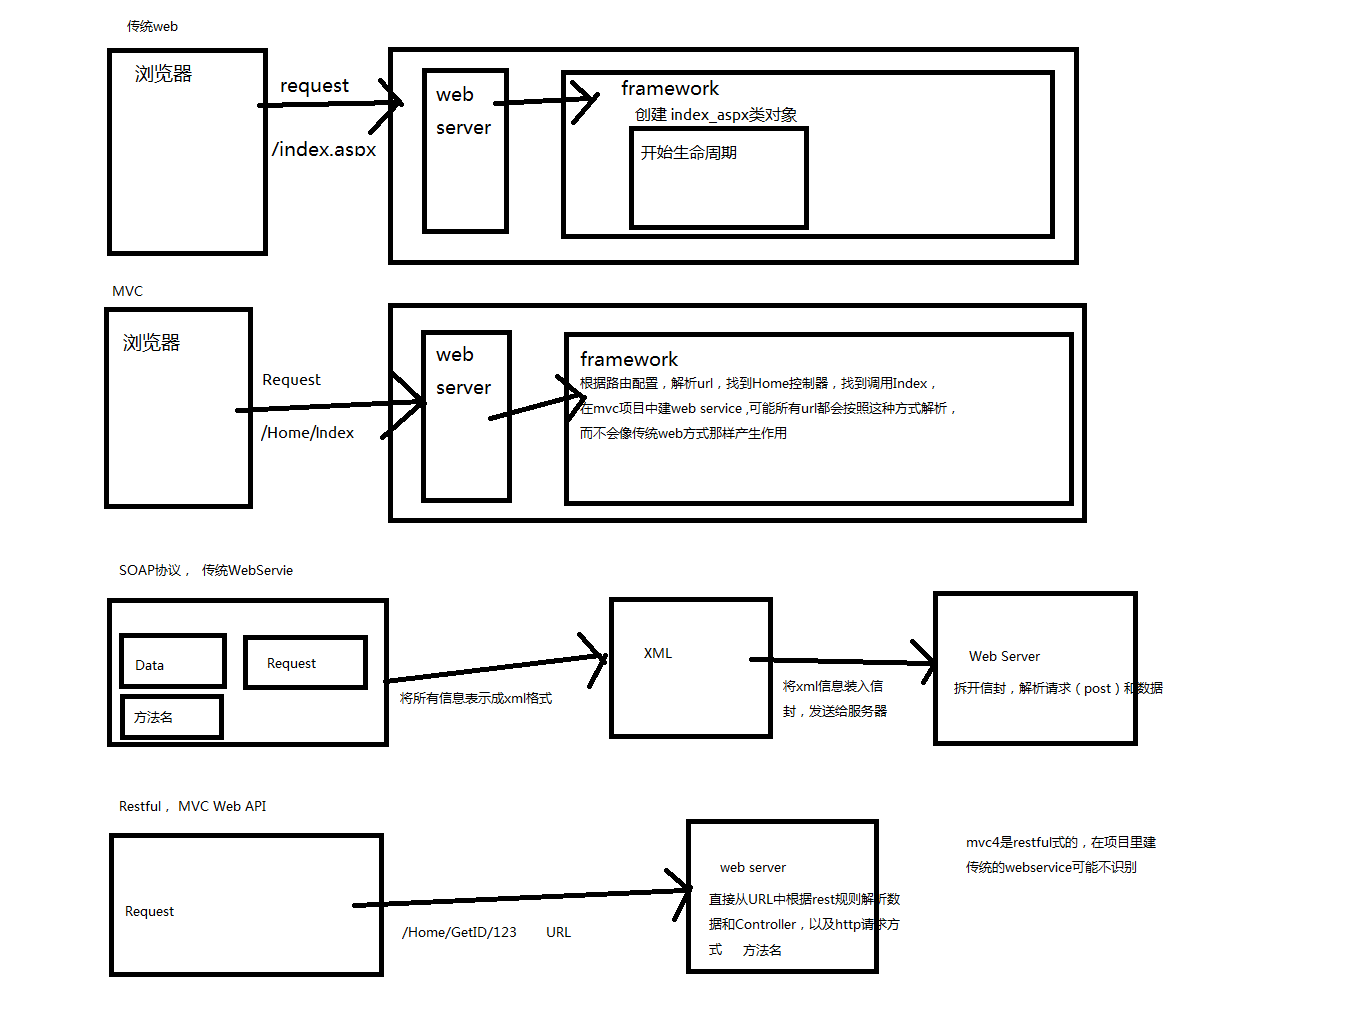 传统web
浏览器
request
/index.aspx
web
server
framework
创建 index_aspx类对象
开始生命周期
MVC
浏览器
Request
/Home/Index
web
server
framework
根据路由配置，解析url，找到Home控制器，找到调用Index，
在mvc项目中建web service ,可能所有url都会按照这种方式解析，
而不会像传统web方式那样产生作用
SOAP协议， 传统WebServie
Data
Request
方法名
将所有信息表示成xml格式
XML
将xml信息装入信
封，发送给服务器
Web Server
拆开信封，解析请求（post）和数据
Restful， MVC Web API
Request
/Home/GetID/123 URL
web server
直接从URL中根据rest规则解析数
据和Controller，以及http请求方
式 方法名
mvc4是restful式的，在项目里建
传统的webservice可能不识别